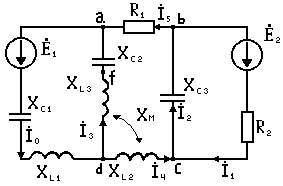 R1 İ5
a b
Ė1 XC2 Ė2
f
XL3 XC3
XC1 XM
İ0 İ3 İ2 R2
XL1 d XL2 İ4 c İ1